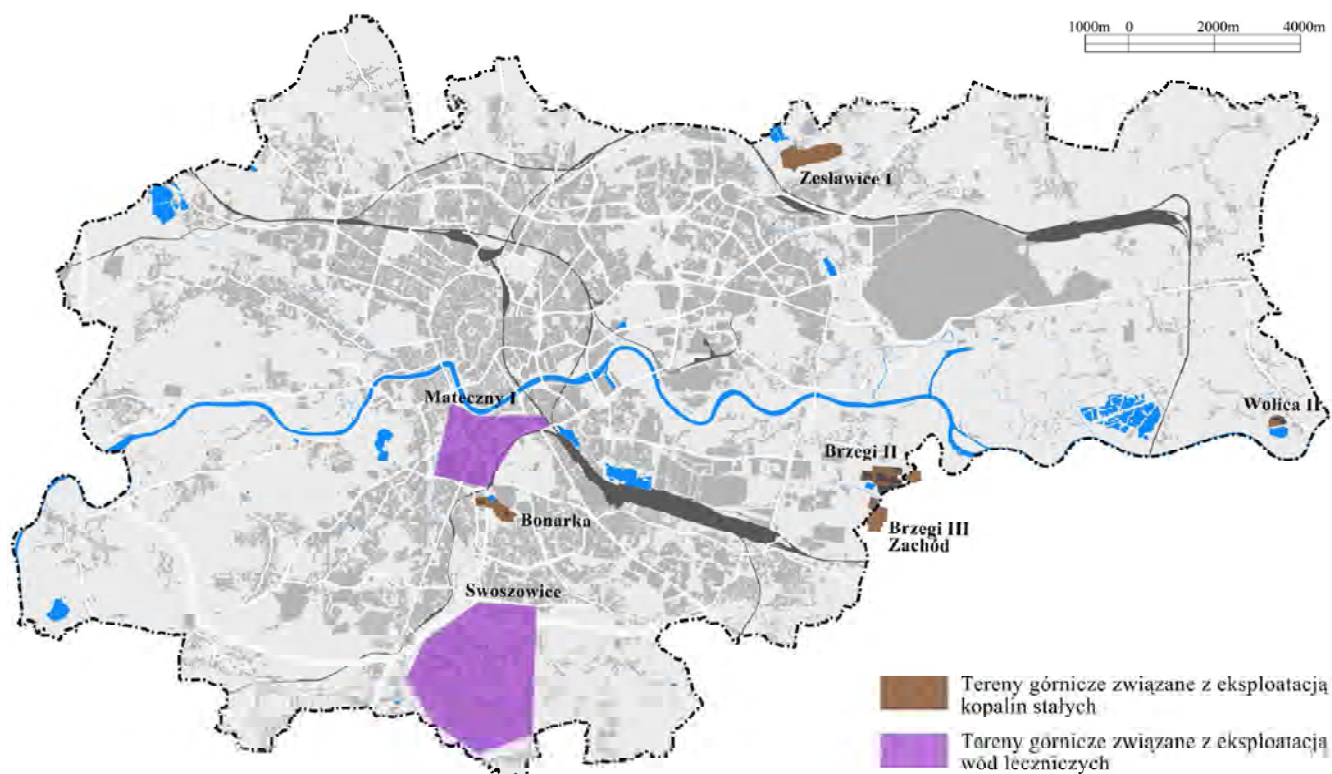 1000m 0 2000m 4000m
Zesławice I
Mateczny I
Wolica II
Brzegi II
Bonarka
Brzegi III
Zachód
Swoszowice
Tereny górnicze związane z eksploatacją
kopalin stałych
Tereny górnicze związane z eksploatacją
wód leczniczych